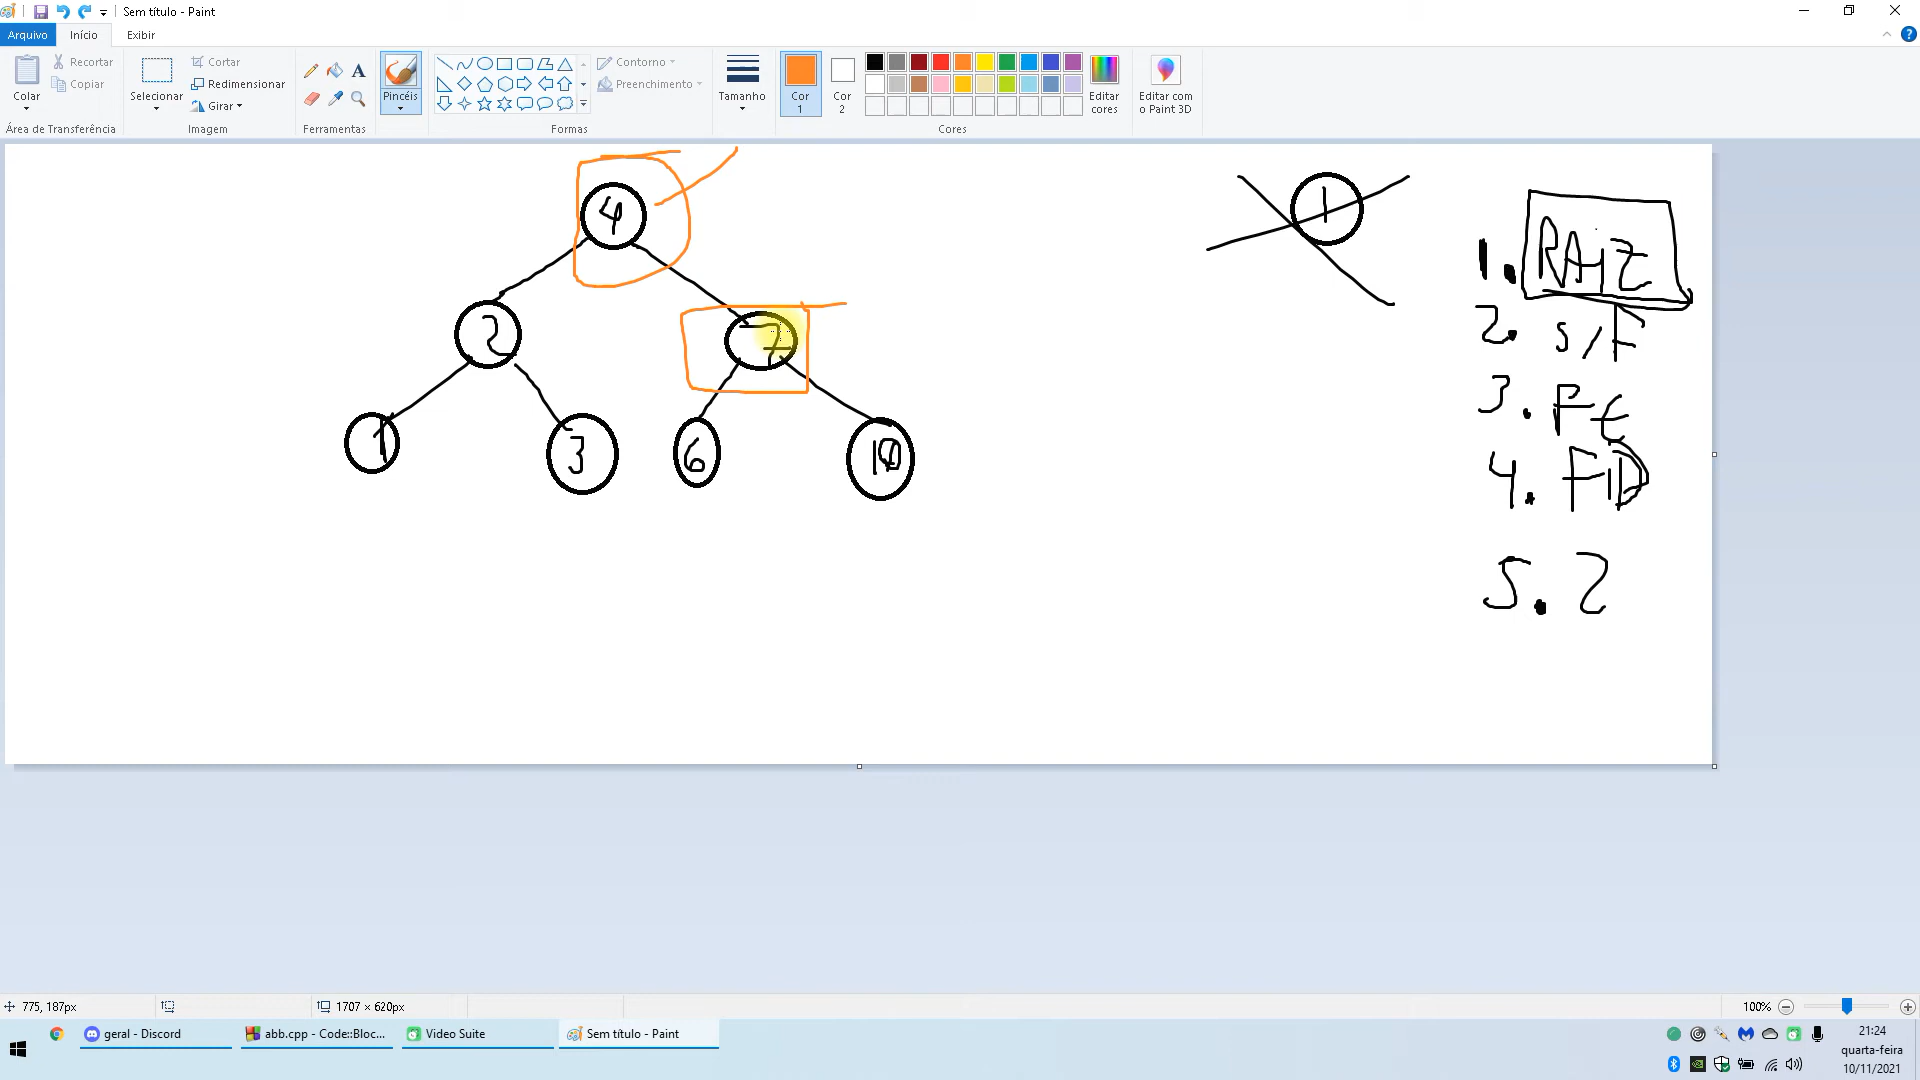 Sem título - Paint
Arquivo Início Exibir
Colar
Recortar
Copiar
Área de Transferência
Selecionar
Cortar
Redimensionar
Girar
Imagem
Ferramentas
Pincéis
Contorno
Preenchimento
Formas
Tamanho
Cor 1
Cor 2
Editar cores
Editar com o Paint 3D
Cores
4
2 7
1 3 6 10
1
1. RAIZ
2. S/F
3. FE
4. FD
5. 2
775, 187px
1707 × 620px
100%
geral - Discord
abb.cpp - Code::Bloc...
Video Suite
Sem título - Paint
21:24
quarta-feira
10/11/2021